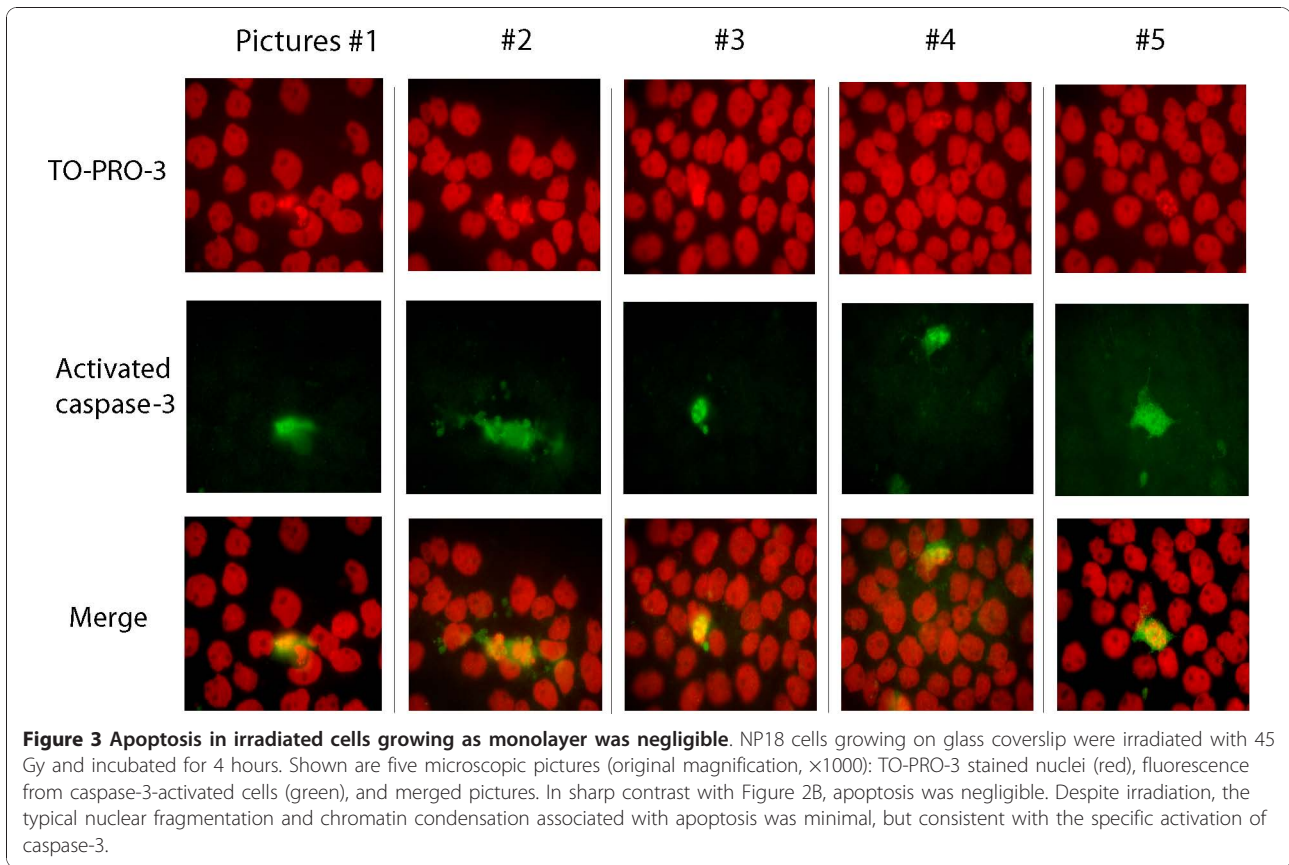 Pictures #1 #2 #3 #4 #5
TO-PRO-3
Activated
caspase-3
Merge
Figure 3 Apoptosis in irradiated cells growing as monolayer was negligible. NP18 cells growing on glass coverslip were irradiated with 45
Gy and incubated for 4 hours. Shown are five microscopic pictures (original magnification, ×1000): TO-PRO-3 stained nuclei (red), fluorescence
from caspase-3-activated cells (green), and merged pictures. In sharp contrast with Figure 2B, apoptosis was negligible. Despite irradiation, the
typical nuclear fragmentation and chromatin condensation associated with apoptosis was minimal, but consistent with the specific activation of
caspase-3.